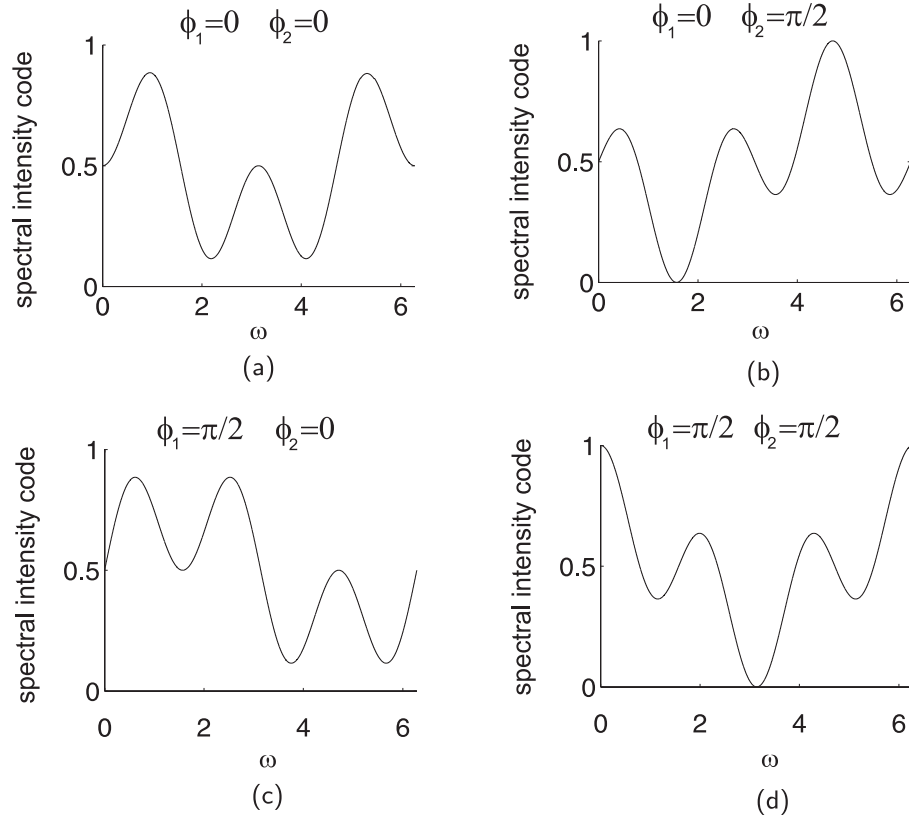 ϕ1=0 ϕ2=0
spectral intensity code
1
0.5
0
0 2 4 6
ω
(a)
ϕ1=0 ϕ2=π/2
spectral intensity code
1
0.5
0
0 2 4 6
ω
(b)
ϕ1=π/2 ϕ2=0
spectral intensity code
1
0.5
0
0 2 4 6
ω
(c)
ϕ1=π/2 ϕ2=π/2
spectral intensity code
1
0.5
0
0 2 4 6
ω
(d)